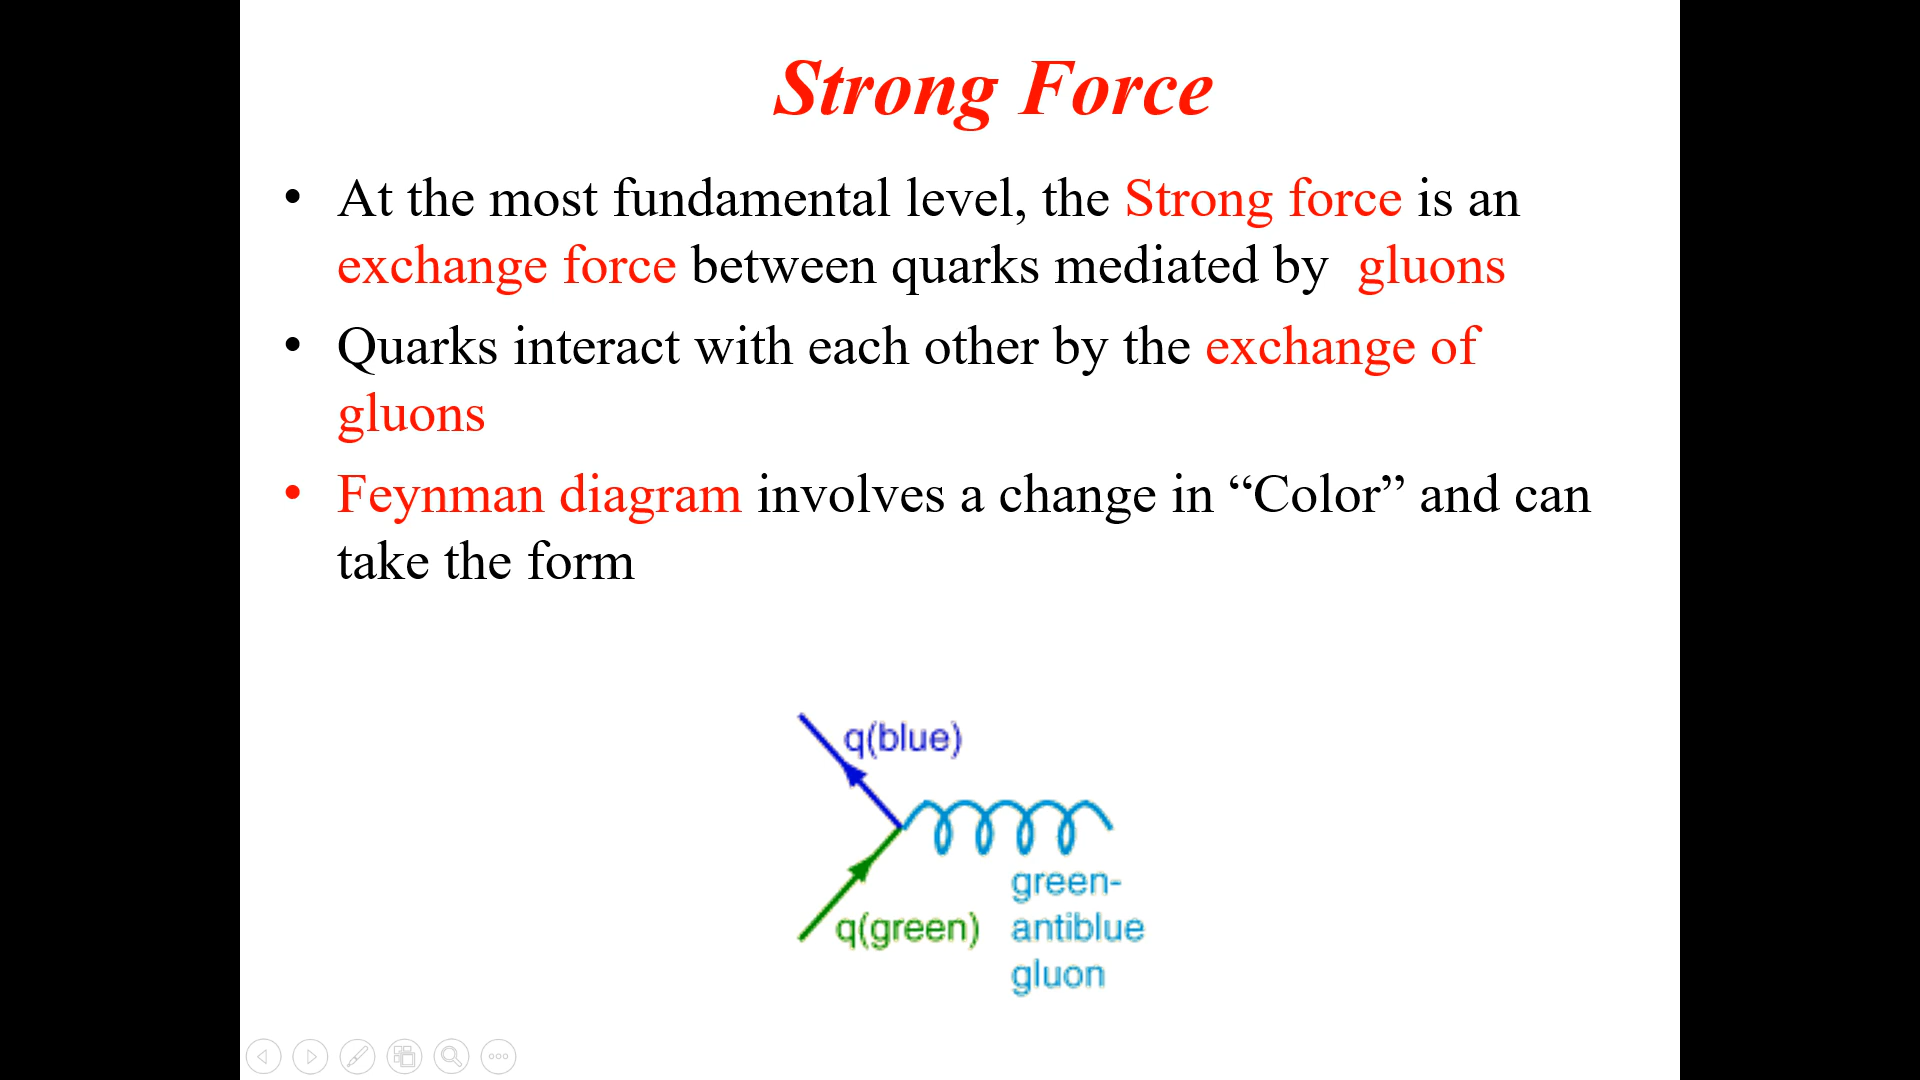 Strong Force
• At the most fundamental level, the Strong force is an
exchange force between quarks mediated by gluons
• Quarks interact with each other by the exchange of
gluons
• Feynman diagram involves a change in “Color” and can
take the form
q(blue)
q(green)
green-
antiblue
gluon